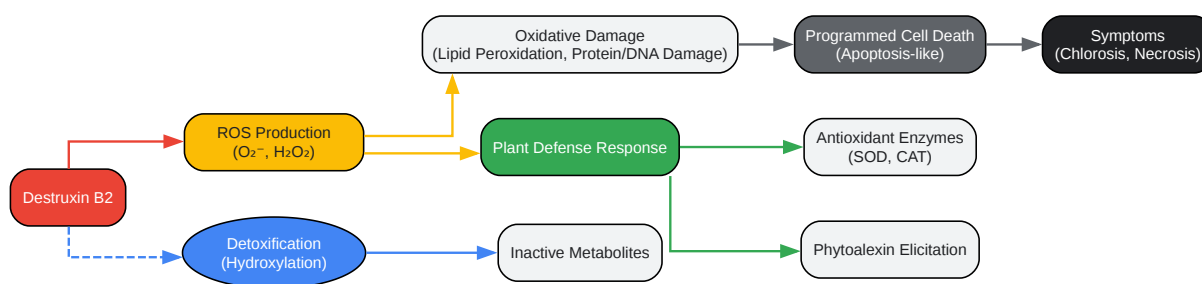 Oxidative Damage
(Lipid Peroxidation, Protein/DNA Damage)
Programmed Cell Death
(Apoptosis-like)
Symptoms
(Chlorosis, Necrosis)
ROS Production
(O₂⁻, H₂O₂)
Plant Defense Response
Antioxidant Enzymes
(SOD, CAT)
Destruxin B2
Detoxification
(Hydroxylation)
Inactive Metabolites
Phytoalexin Elicitation